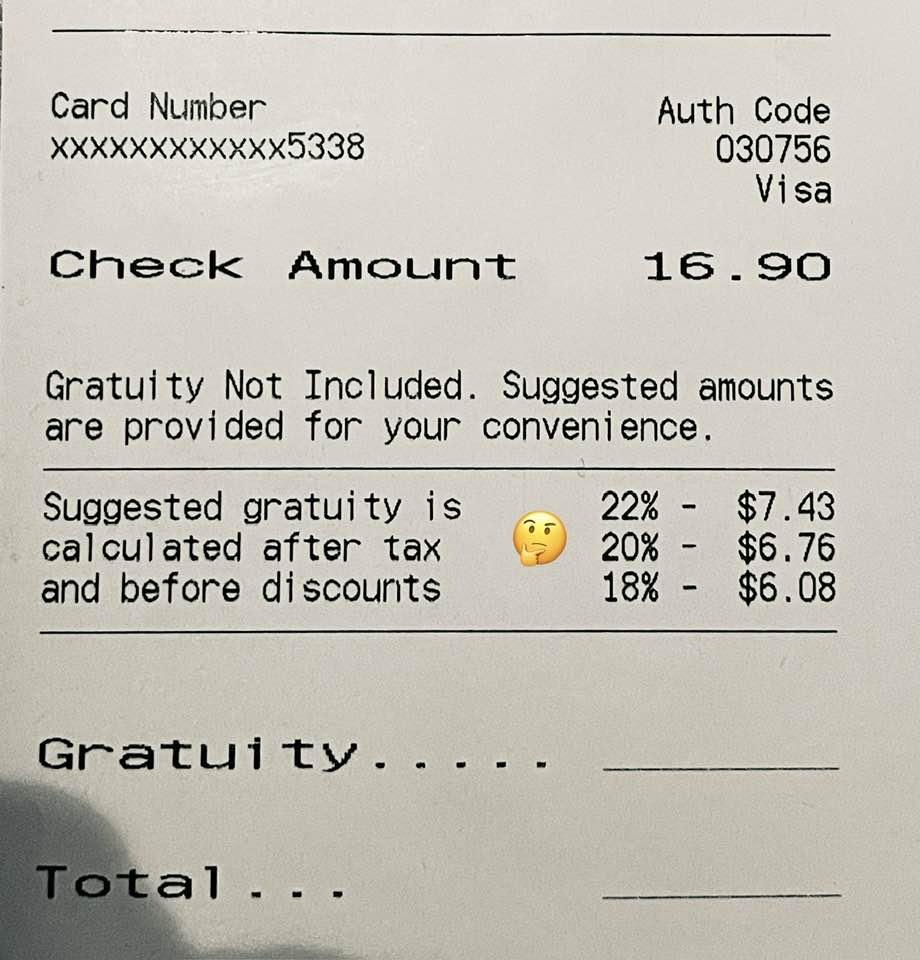 Card Number Auth Code
xxxxxxxxxxxx5338 030756
Visa
Check Amount 16.90
Gratuity Not Included. Suggested amounts
are provided for your convenience.
Suggested gratuity is 22% - $7.43
calculated after tax 20% - $6.76
and before discounts 18% - $6.08
Gratuity.....
Total...